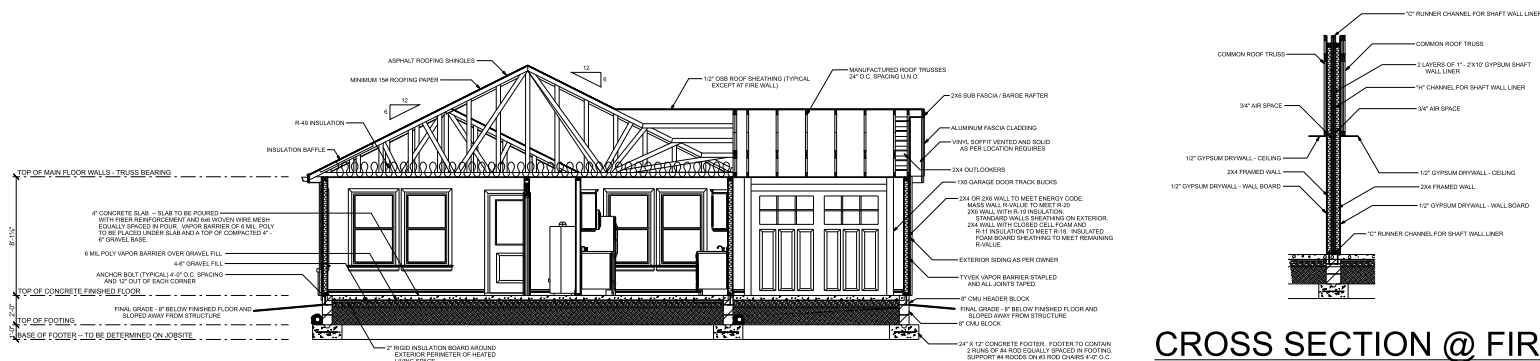 ASPHALT ROOFING SHINGLES
MINIMUM 15# ROOFING PAPER
12
6
12
6
R-49 INSULATION
INSULATION BAFFLE
TOP OF MAIN FLOOR WALLS - TRUSS BEARING
4" CONCRETE SLAB -- SLAB TO BE POURED
WITH FIBER REINFORCEMENT AND 6x6 WOVEN WIRE MESH
EQUALLY SPACED IN POUR. VAPOR BARRIER OF 6 MIL. POLY
TO BE PLACED UNDER SLAB AND A TOP OF COMPACTED 4" -
6" GRAVEL BASE.
6 MIL POLY VAPOR BARRIER OVER GRAVEL FILL
4-6" GRAVEL FILL
ANCHOR BOLT (TYPICAL) 4'-0" O.C. SPACING
AND 12" OUT OF EACH CORNER
TOP OF CONCRETE FINISHED FLOOR
FINAL GRADE - 8" BELOW FINISHED FLOOR AND
SLOPED AWAY FROM STRUCTURE
TOP OF FOOTING
BASE OF FOOTER -- TO BE DETERMINED ON JOBSITE
2'-0"
1'-0"
2" RIGID INSULATION BOARD AROUND
EXTERIOR PERIMETER OF HEATED
LIVING SPACE
1/2" OSB ROOF SHEATHING (TYPICAL
EXCEPT AT FIRE WALL)
MANUFACTURED ROOF TRUSSES
24" O.C. SPACING U.N.O.
2X6 SUB FASCIA / BARGE RAFTER
ALUMINUM FASCIA CLADDING
VINYL SOFFIT VENTED AND SOLID
AS PER LOCATION REQUIRES
2X4 OUTLOOKERS
1X6 GARAGE DOOR TRACK BUCKS
2X4 OR 2X6 WALL TO MEET ENERGY CODE.
MASS WALL R-VALUE TO MEET R-20
2X6 WALL WITH R-19 INSULATION.
STANDARD WALLS SHEATHING ON EXTERIOR.
2X4 WALL WITH CLOSED CELL FOAM AND
R-11 INSULATION TO MEET R-18. INSULATED
FOAM BOARD SHEATHING TO MEET REMAINING
R-VALUE.
EXTERIOR SIDING AS PER OWNER
TYVEK VAPOR BARRIER STAPLED
AND ALL JOINTS TAPED.
8" CMU HEADER BLOCK
FINAL GRADE - 8" BELOW FINISHED FLOOR AND
SLOPED AWAY FROM STRUCTURE
8" CMU BLOCK
24" X 12" CONCRETE FOOTER. FOOTER TO CONTAIN
2 RUNS OF #4 ROD EQUALLY SPACED IN FOOTING.
SUPPORT #4 RODS ON #3 ROD CHAIRS 4'-0" O.C.
"C" RUNNER CHANNEL FOR SHAFT WALL LINER
COMMON ROOF TRUSS
COMMON ROOF TRUSS
2 LAYERS OF 1" - 2'X10' GYPSUM SHAFT
WALL LINER
"H" CHANNEL FOR SHAFT WALL LINER
3/4" AIR SPACE
3/4" AIR SPACE
1/2" GYPSUM DRYWALL - CEILING
1/2" GYPSUM DRYWALL - CEILING
2X4 FRAMED WALL
2X4 FRAMED WALL
1/2" GYPSUM DRYWALL - WALL BOARD
1/2" GYPSUM DRYWALL - WALL BOARD
"C" RUNNER CHANNEL FOR SHAFT WALL LINER
CROSS SECTION @ FIR